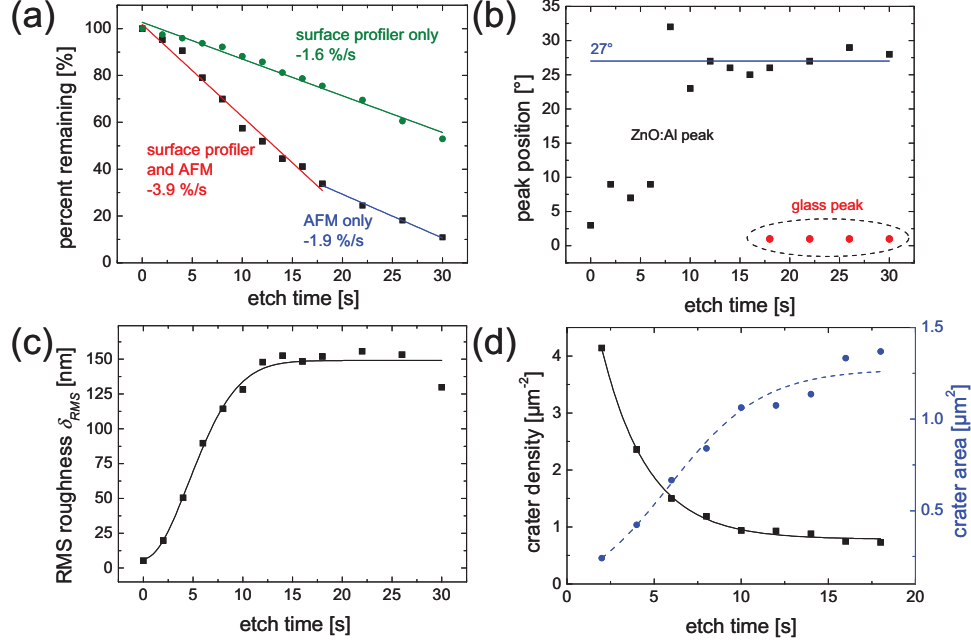 (a)
100
80
60
40
20
0
percent remaining [%]
surface profiler only
-1.6 %/s
surface profiler
and AFM
-3.9 %/s
AFM only
-1.9 %/s
0 5 10 15 20 25 30
etch time [s]
(b)
35
30
25
20
15
10
5
0
peak position [°]
27°
ZnO:Al peak
glass peak
0 5 10 15 20 25 30
etch time [s]
(c)
150
125
100
75
50
25
0
RMS roughness δRMS [nm]
0 5 10 15 20 25 30
etch time [s]
(d)
4
3
2
1
0
crater density [µm-2]
1.5
1.0
0.5
0.0
crater area [µm2]
0 5 10 15 20
etch time [s]